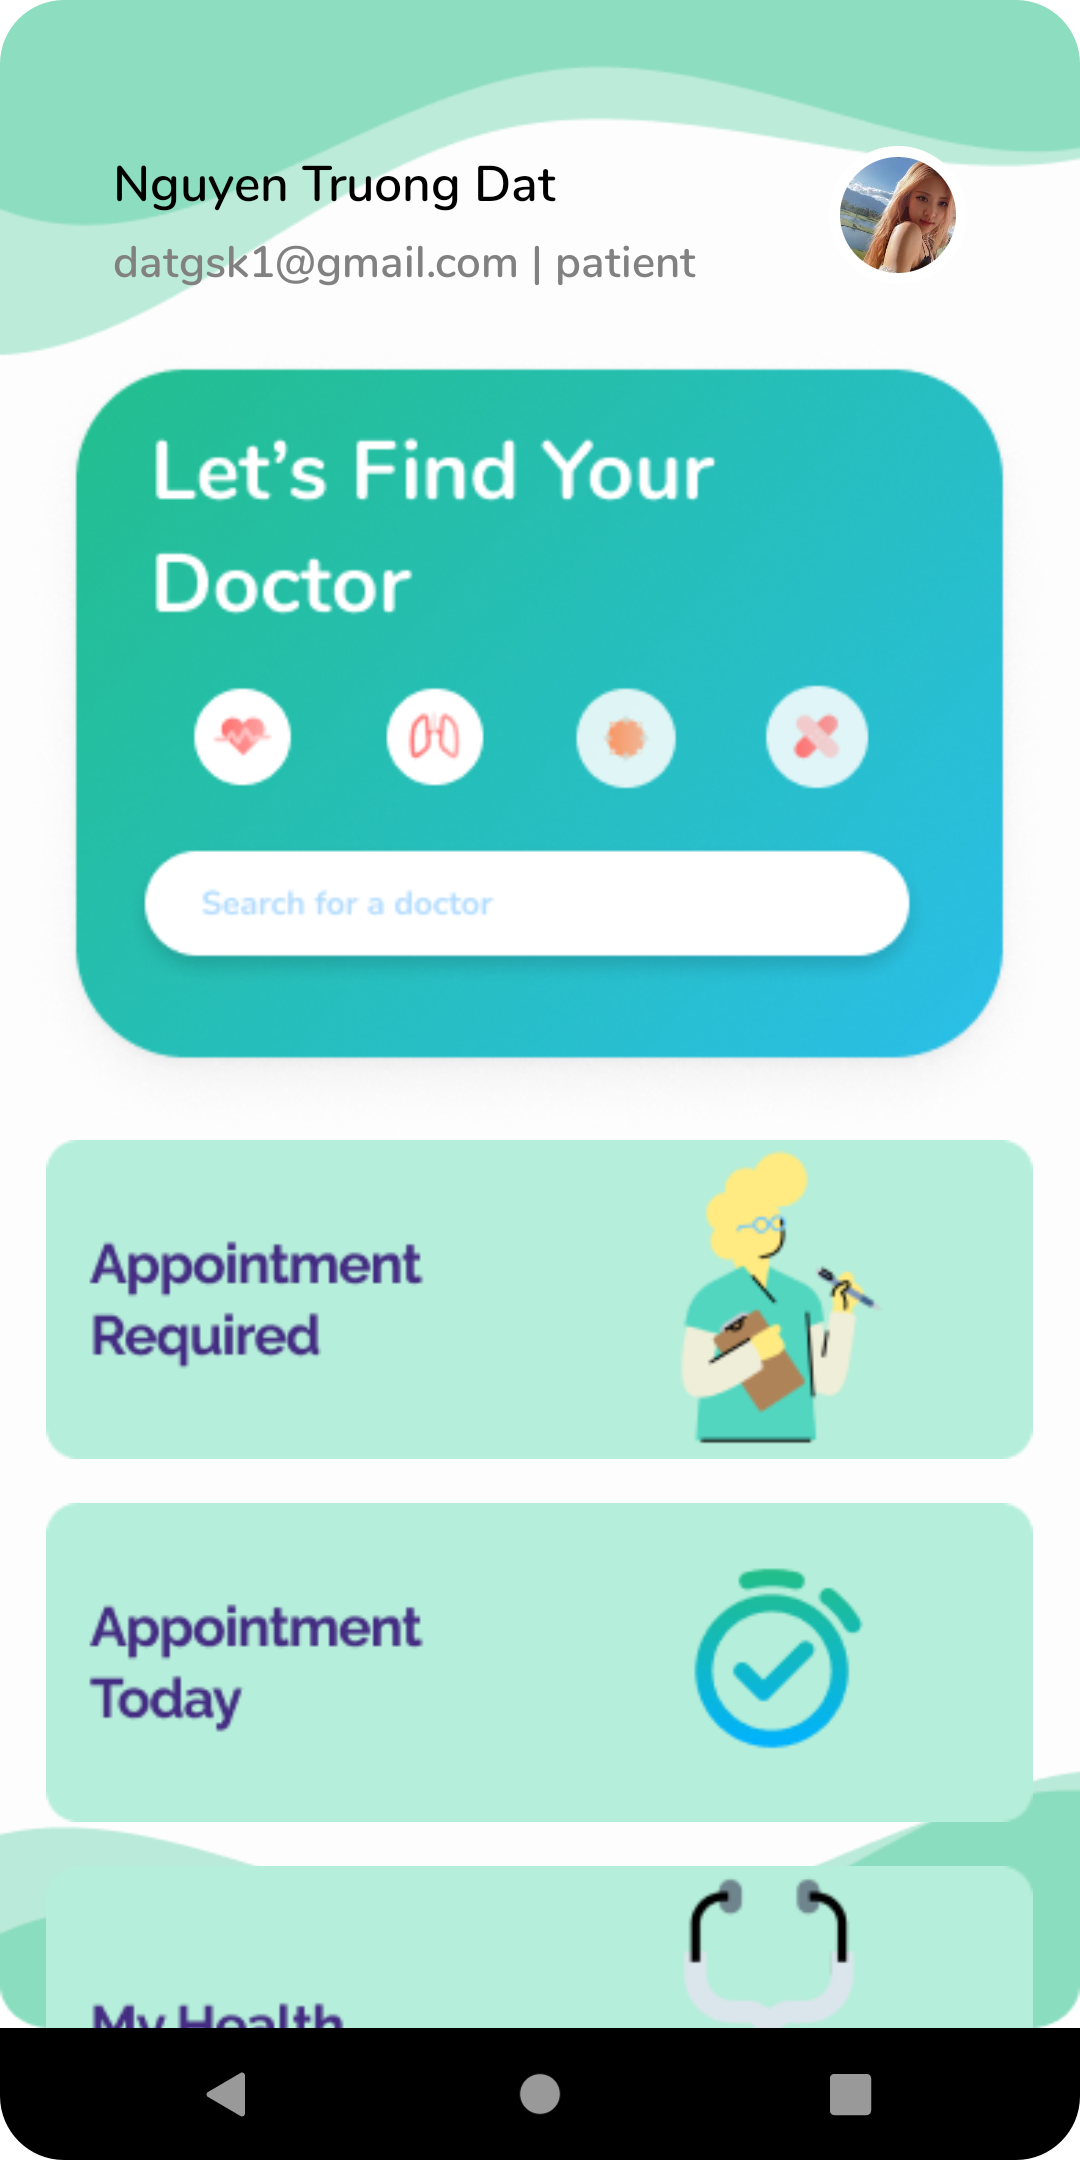 Nguyen Truong Dat
datgsk1@gmail.com | patient
Let’s Find Your
Doctor
Search for a doctor
Appointment
Required
Appointment
Today
My Health